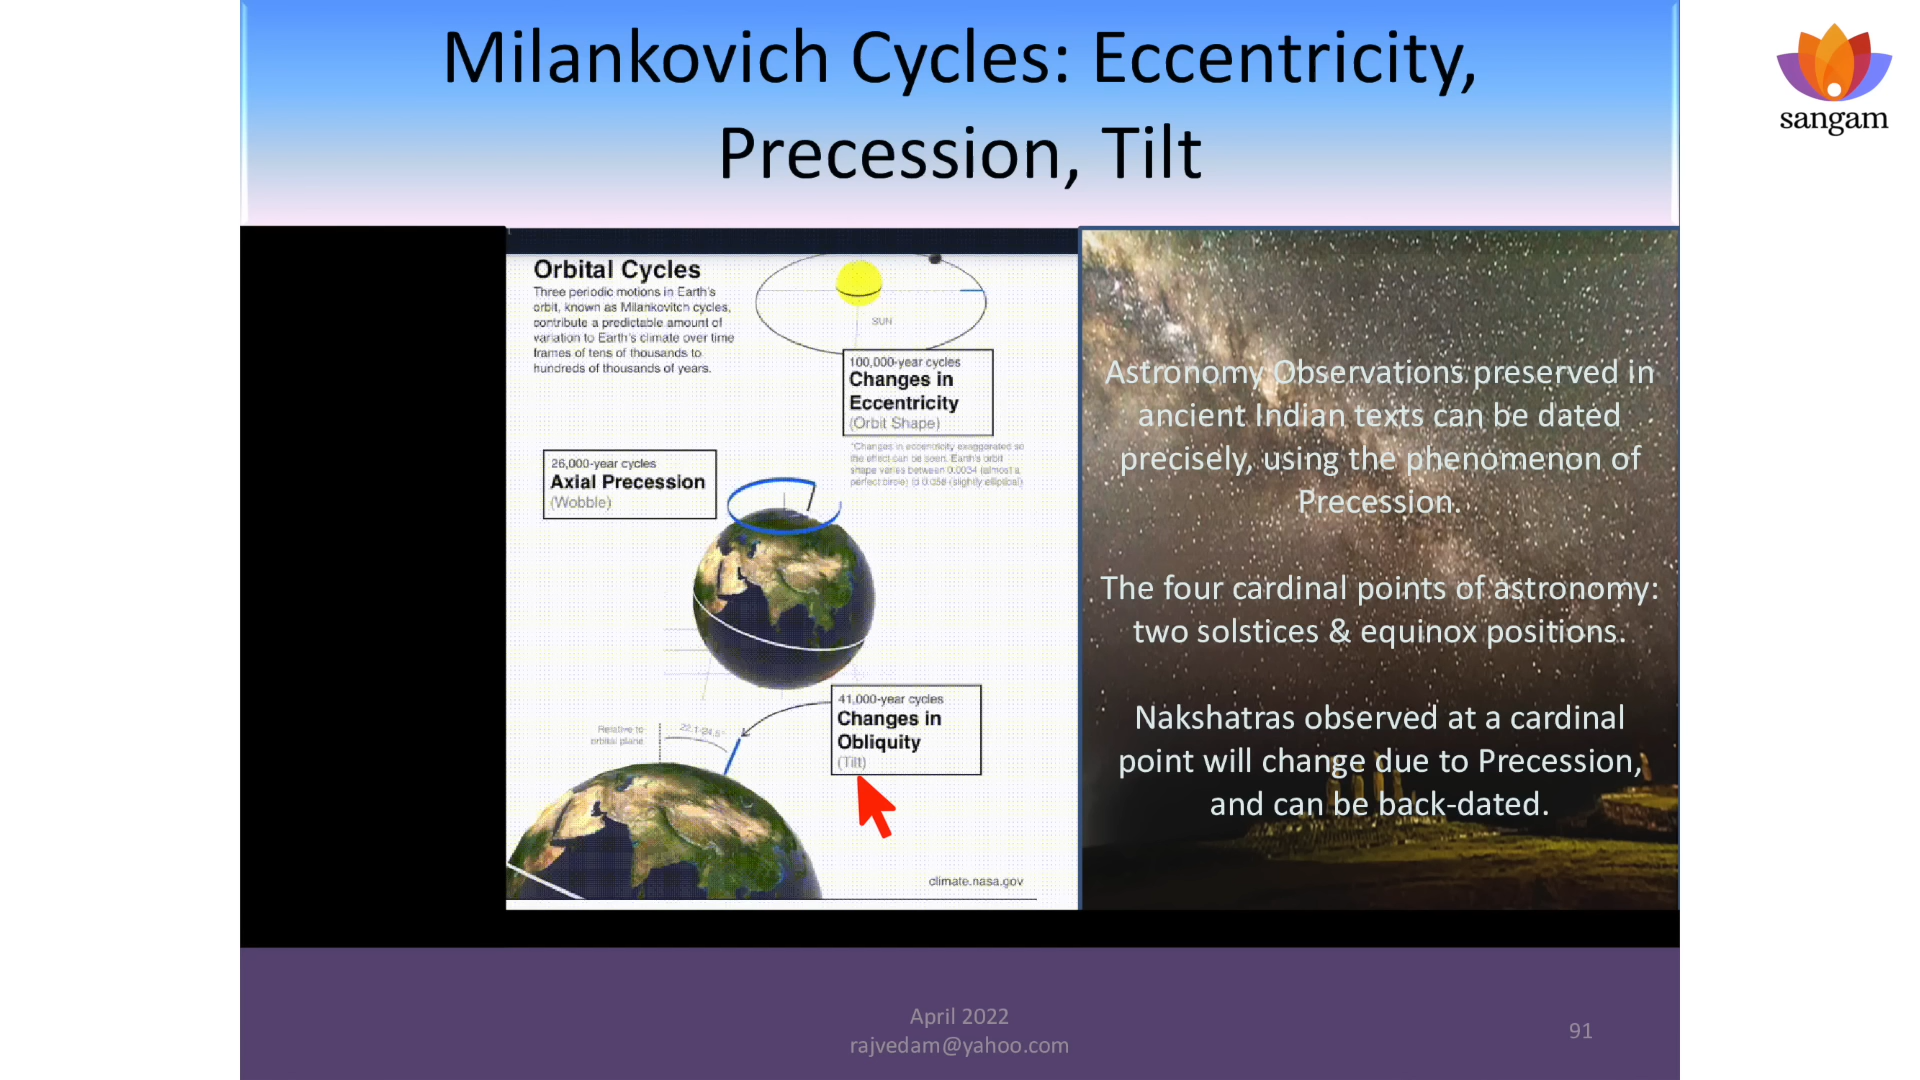 Milankovich Cycles: Eccentricity,
Precession, Tilt
sangam
Orbital Cycles
Three periodic motions in Earth's
orbit, known as Milankovitch cycles,
contribute a predictable amount of
variation to Earth's climate over time
frames of tens of thousands to
hundreds of thousands of years.
SUN
100,000-year cycles
Changes in
Eccentricity
(Orbit Shape)
*Changes in eccentricity exaggerated so
the effect can be seen. Earth's orbit
shape varies between 0.0034 (almost a
perfect circle) to 0.058 (slightly elliptical)
26,000-year cycles
Axial Precession
(Wobble)
41,000-year cycles
Changes in
Obliquity
(Tilt)
Relative to
orbital plane
22.1-24.5°
climate.nasa.gov
Astronomy Observations preserved in
ancient Indian texts can be dated
precisely, using the phenomenon of
Precession.
The four cardinal points of astronomy:
two solstices & equinox positions.
Nakshatras observed at a cardinal
point will change due to Precession,
and can be back-dated.
April 2022
rajvedam@yahoo.com
91